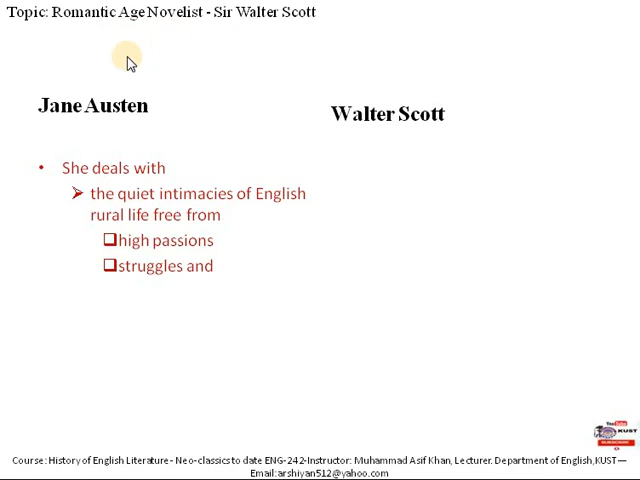 Topic: Romantic Age Novelist - Sir Walter Scott
Jane Austen
Walter Scott
• She deals with
➢ the quiet intimacies of English
rural life free from
❑high passions
❑struggles and
YouTube
KUST
Course: History of English Literature - Neo-classics to date ENG-242-Instructor: Muhammad Asif Khan, Lecturer. Department of English,KUST—
Email:arshiyan512@yahoo.com